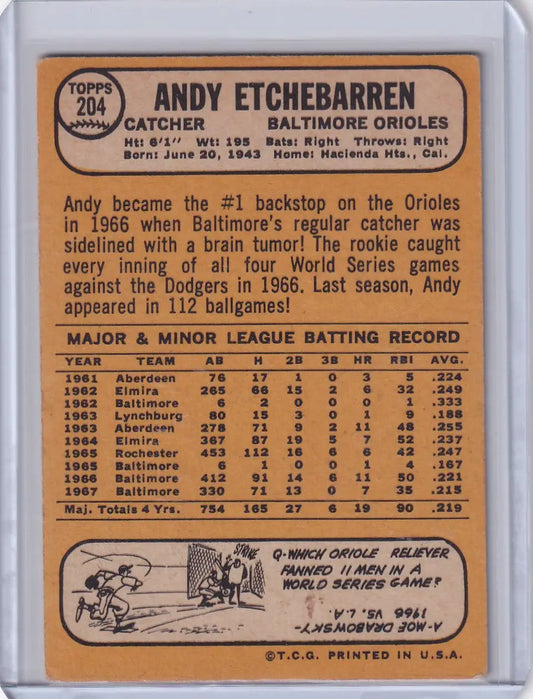 TOPPS
204
ANDY ETCHEBARREN
CATCHER BALTIMORE ORIOLES
Ht: 6'1" Wt: 195 Bats: Right Throws: Right
Born: June 20, 1943 Home: Hacienda Hts., Cal.
Andy became the #1 backstop on the Orioles
in 1966 when Baltimore's regular catcher was
sidelined with a brain tumor! The rookie caught
every inning of all four World Series games
against the Dodgers in 1966. Last season, Andy
appeared in 112 ballgames!
MAJOR & MINOR LEAGUE BATTING RECORD
YEAR TEAM AB H 2B 3B HR RBI AVG.
1961 Aberdeen 76 17 1 0 3 5 .224
1962 Elmira 265 66 15 2 6 32 .249
1962 Baltimore 6 2 0 0 0 1 .333
1963 Lynchburg 80 15 3 0 1 9 .188
1963 Aberdeen 278 71 9 2 11 48 .255
1964 Elmira 367 87 19 5 7 52 .237
1965 Rochester 453 112 16 6 6 42 .247
1965 Baltimore 6 1 0 0 1 4 .167
1966 Baltimore 412 91 14 6 11 50 .221
1967 Baltimore 330 71 13 0 7 35 .215
Maj. Totals 4 Yrs. 754 165 27 6 19 90 .219
STRIKE
Q-WHICH ORIOLE RELIEVER
FANNED 11 MEN IN A
WORLD SERIES GAME?
A-MOE DRABOWSKY-
1966 VS. L.A.
©T.C.G. PRINTED IN U.S.A.